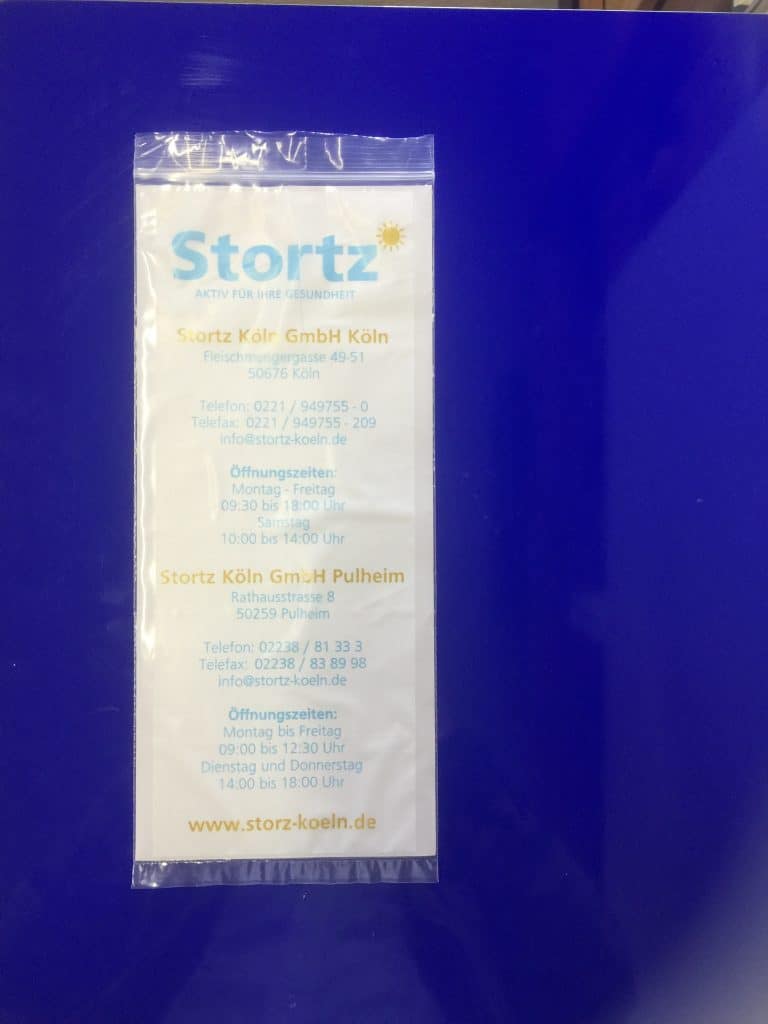 Stortz
AKTIV FÜR IHRE GESUNDHEIT
Stortz Köln GmbH Köln
Fleischmengergasse 49-51
50676 Köln
Telefon: 0221 / 949755 - 0
Telefax: 0221 / 949755 - 209
info@stortz-koeln.de
Öffnungszeiten:
Montag - Freitag
09:30 bis 18:00 Uhr
Samstag
10:00 bis 14:00 Uhr
Stortz Köln GmbH Pulheim
Rathausstrasse 8
50259 Pulheim
Telefon: 02238 / 81 33 3
Telefax: 02238 / 83 89 98
info@stortz-koeln.de
Öffnungszeiten:
Montag bis Freitag
09:00 bis 12:30 Uhr
Dienstag und Donnerstag
14:00 bis 18:00 Uhr
www.storz-koeln.de